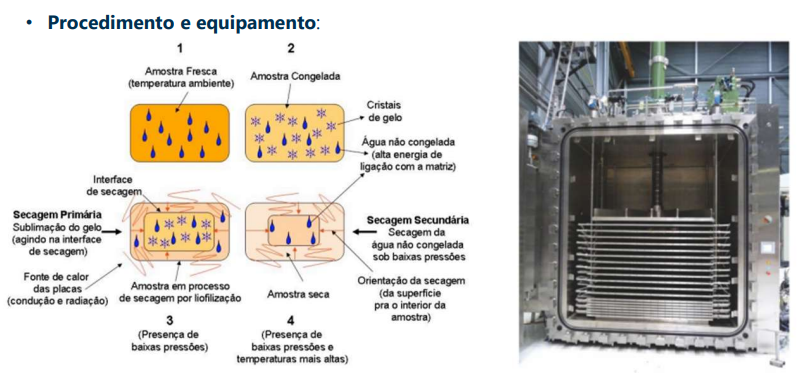 • Procedimento e equipamento:
1
Amostra Fresca
(temperatura ambiente)
2
Amostra Congelada
Cristais
de gelo
Água não congelada
(alta energia de
ligação com a matriz)
Interface
de secagem
Secagem Primária
Sublimação do gelo
(agindo na interface
de secagem)
Fonte de calor
das placas
(condução e radiação)
Amostra em processo
de secagem por liofilização
3
(Presença de
baixas pressões)
Secagem Secundária
Secagem da
água não congelada
sob baixas pressões
Orientação da secagem
(da superfície
pra o interior da
amostra)
Amostra seca
4
(Presença de
baixas pressões e
temperaturas mais altas)